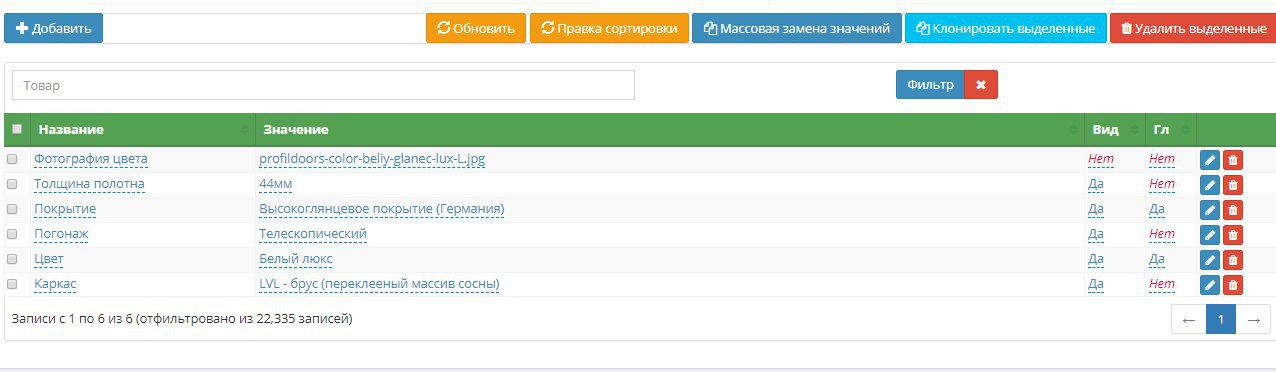 Добавить Обновить Правка сортировки Массовая замена значений Клонировать выделенные Удалить выделенные
Товар Фильтр
Название Значение Вид Гл
Фотография цвета profildoors-color-beliy-glanec-lux-L.jpg Нет Нет
Толщина полотна 44мм Да Нет
Покрытие Высокоглянцевое покрытие (Германия) Да Да
Погонаж Телескопический Да Нет
Цвет Белый люкс Да Да
Каркас LVL - брус (переклееный массив сосны) Да Нет
Записи с 1 по 6 из 6 (отфильтровано из 22,335 записей) ← 1 →